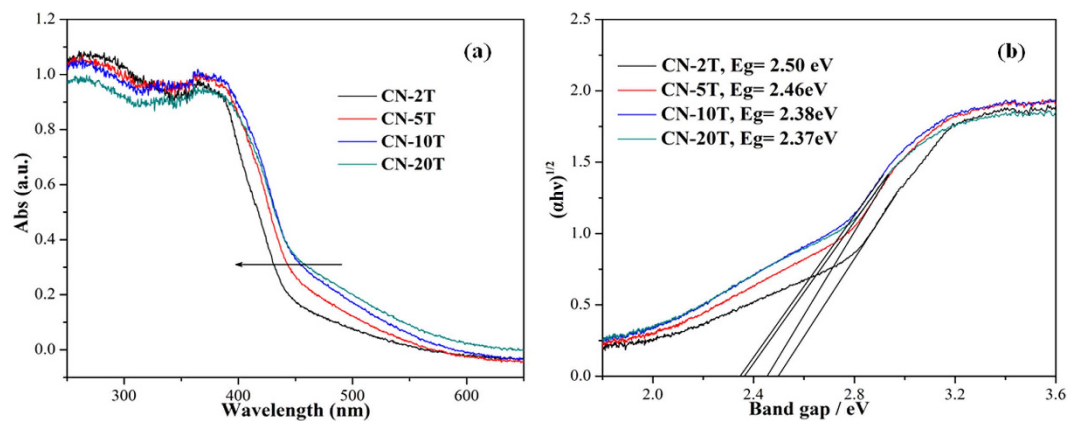 (a)
CN-2T
CN-5T
CN-10T
CN-20T
Abs (a.u.)
1.2
1.0
0.8
0.6
0.4
0.2
0.0
300
400
500
600
Wavelength (nm)
(b)
CN-2T, Eg= 2.50 eV
CN-5T, Eg= 2.46eV
CN-10T, Eg= 2.38eV
CN-20T, Eg= 2.37eV
(αhν)1/2
2.5
2.0
1.5
1.0
0.5
0.0
2.0
2.4
2.8
3.2
3.6
Band gap / eV